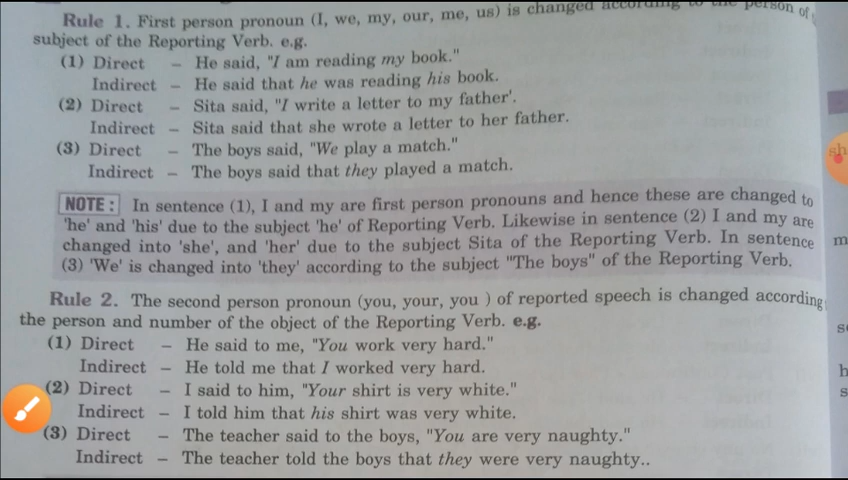 Rule 1. First person pronoun (I, we, my, our, me, us) is changed according to the person of
subject of the Reporting Verb. e.g.
(1) Direct – He said, "I am reading my book."
Indirect – He said that he was reading his book.
(2) Direct – Sita said, "I write a letter to my father'.
Indirect – Sita said that she wrote a letter to her father.
(3) Direct – The boys said, "We play a match."
Indirect – The boys said that they played a match.
NOTE : In sentence (1), I and my are first person pronouns and hence these are changed to
'he' and 'his' due to the subject 'he' of Reporting Verb. Likewise in sentence (2) I and my are
changed into 'she', and 'her' due to the subject Sita of the Reporting Verb. In sentence
(3) 'We' is changed into 'they' according to the subject "The boys" of the Reporting Verb.
Rule 2. The second person pronoun (you, your, you ) of reported speech is changed according
the person and number of the object of the Reporting Verb. e.g.
(1) Direct – He said to me, "You work very hard."
Indirect – He told me that I worked very hard.
(2) Direct – I said to him, "Your shirt is very white."
Indirect – I told him that his shirt was very white.
(3) Direct – The teacher said to the boys, "You are very naughty."
Indirect – The teacher told the boys that they were very naughty..